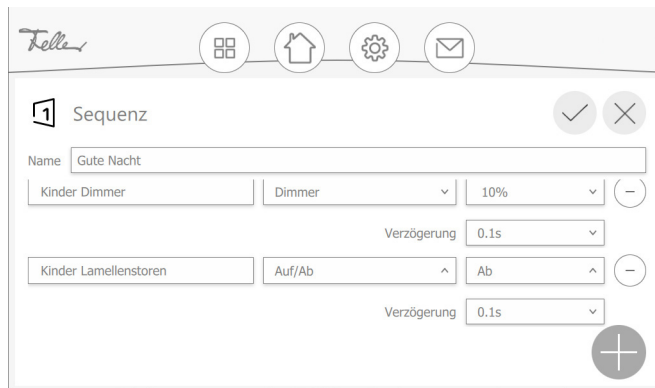 Feller
1 Sequenz
Name Gute Nacht
Kinder Dimmer Dimmer 10%
Verzögerung 0.1s
Kinder Lamellenstoren Auf/Ab Ab
Verzögerung 0.1s